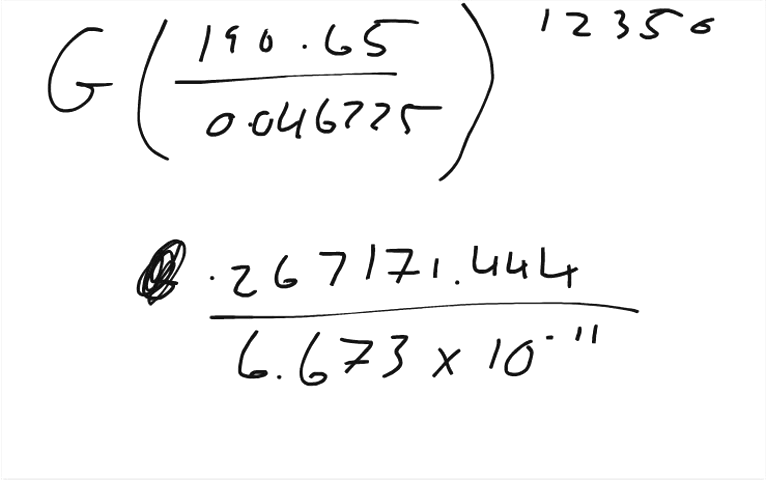 G ( 190.65 / 0.046725 ) 12350
.267171.444
6.673 x 10^-11